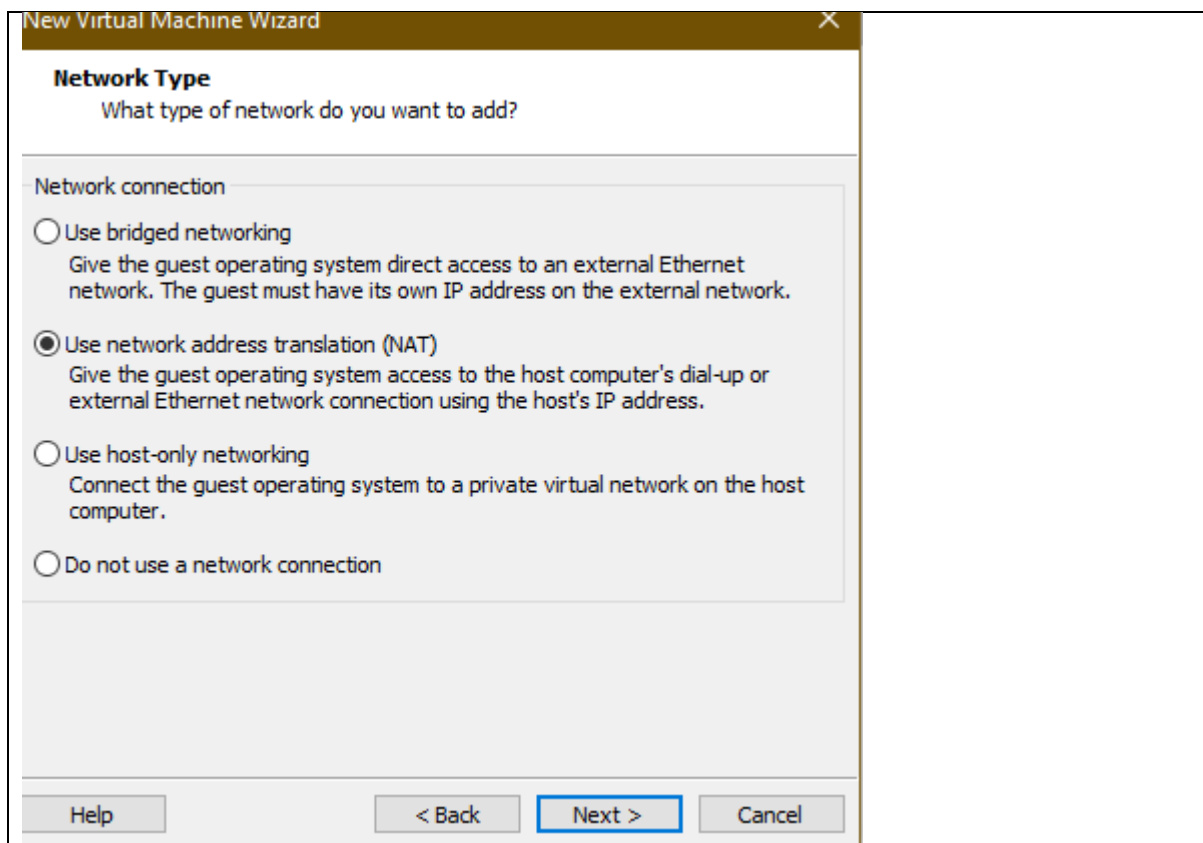 New Virtual Machine Wizard
Network Type
What type of network do you want to add?
Network connection
Use bridged networking
Give the guest operating system direct access to an external Ethernet
network. The guest must have its own IP address on the external network.
Use network address translation (NAT)
Give the guest operating system access to the host computer's dial-up or
external Ethernet network connection using the host's IP address.
Use host-only networking
Connect the guest operating system to a private virtual network on the host
computer.
Do not use a network connection
Help < Back Next > Cancel